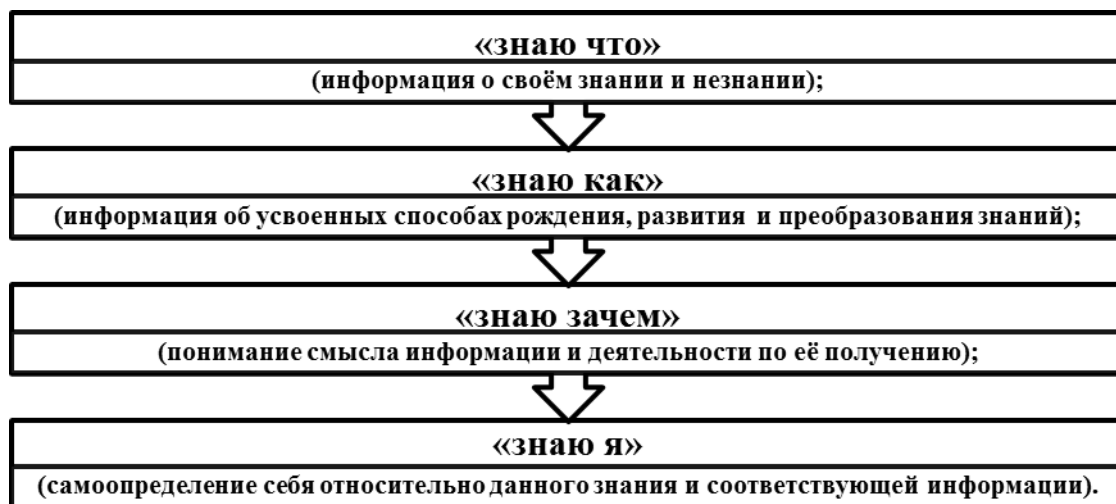 «знаю что»
(информация о своём знании и незнании);
«знаю как»
(информация об усвоенных способах рождения, развития и преобразования знаний);
«знаю зачем»
(понимание смысла информации и деятельности по её получению);
«знаю я»
(самоопределение себя относительно данного знания и соответствующей информации).